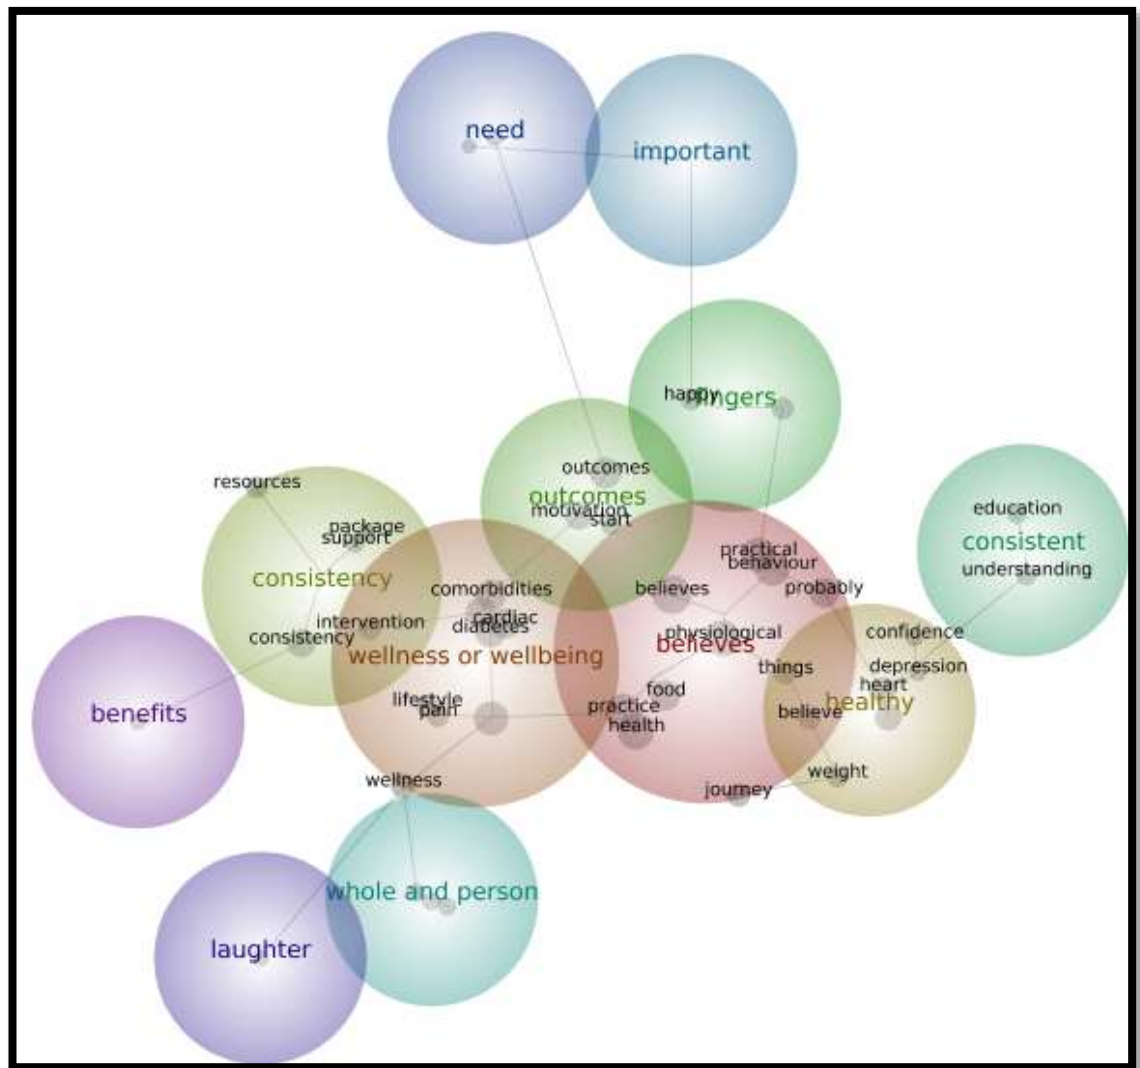 need
important
happy
fingers
outcomes
outcomes
motivation
start
resources
package
support
consistency
intervention
consistency
comorbidities
cardiac
diabetes
wellness or wellbeing
lifestyle
pain
wellness
practical
behaviour
believes
probably
physiological
believes
things
food
practice
health
believe
journey
weight
confidence
depression
heart
healthy
education
consistent
understanding
benefits
whole and person
laughter